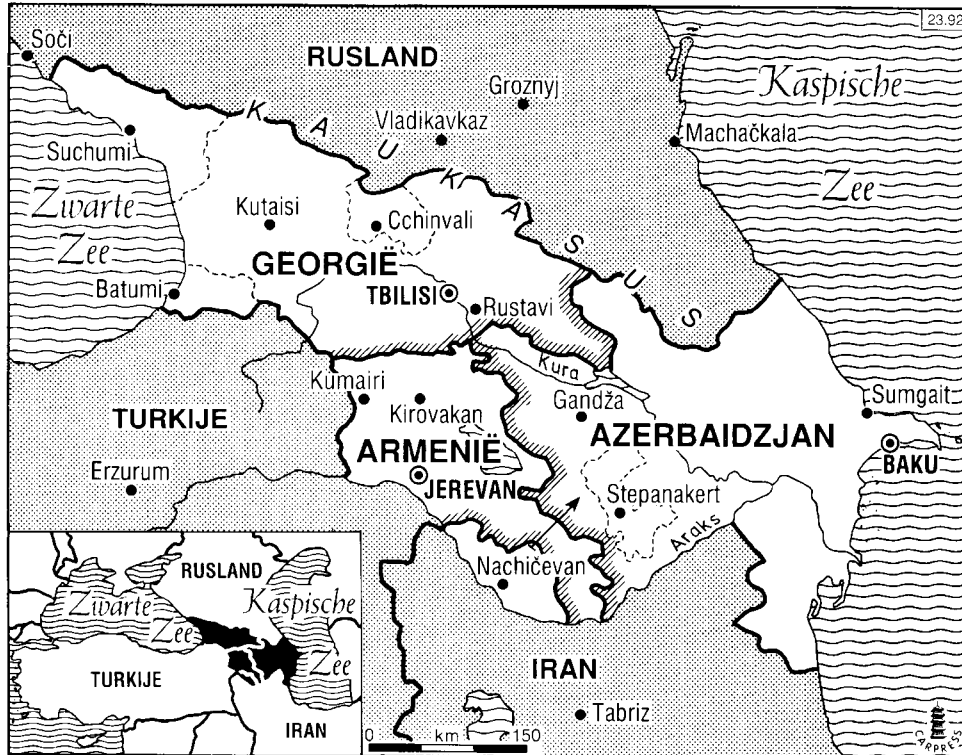 23.92
Soči
RUSLAND
Kaspische
Zee
Groznyj
Vladikavkaz
Machačkala
KAUKASUS
Suchumi
Zwarte
Zee
Kutaisi
Cchinvali
GEORGIË
TBILISI
Batumi
Rustavi
Kura
Kumairi
Kirovakan
Gandža
Sumgait
TURKIJE
ARMENIË
AZERBAIDZJAN
BAKU
Erzurum
JEREVAN
Stepanakert
Araks
Nachičevan
IRAN
Tabriz
0 km 150
RUSLAND
Zwarte
Zee
Kaspische
Zee
TURKIJE
IRAN
CARPRESS